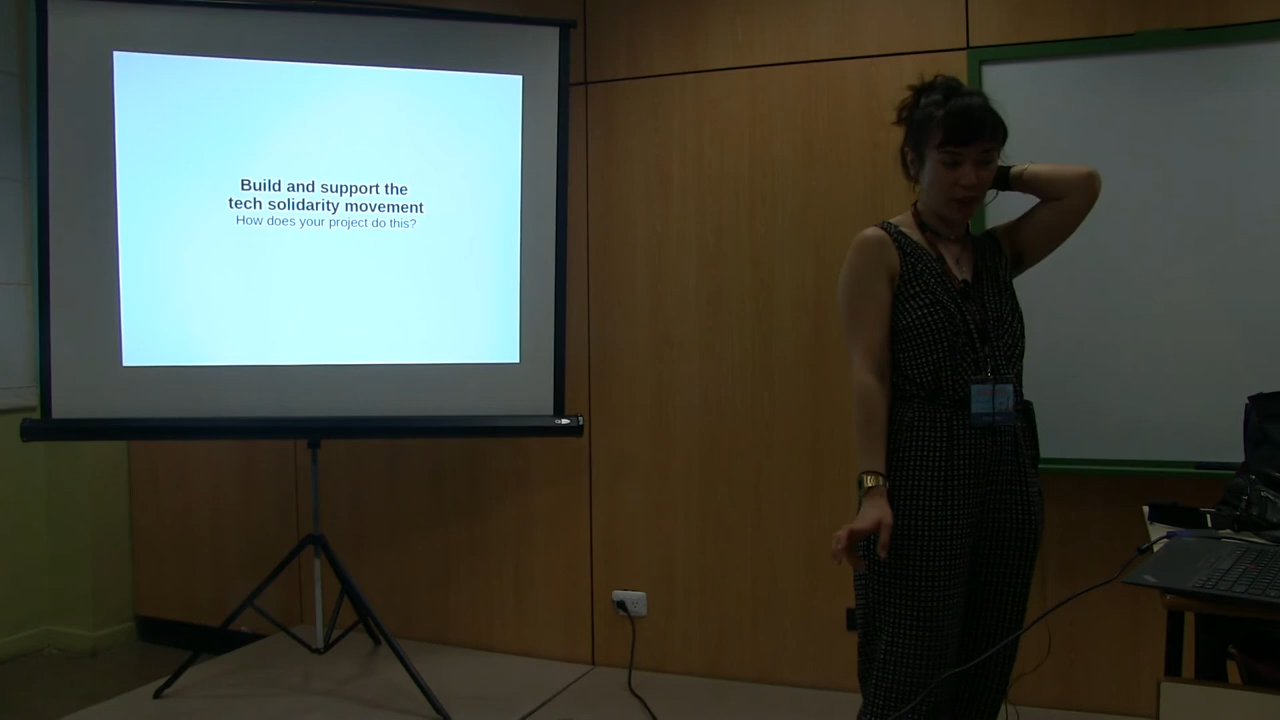 Build and support the
tech solidarity movement
How does your project do this?